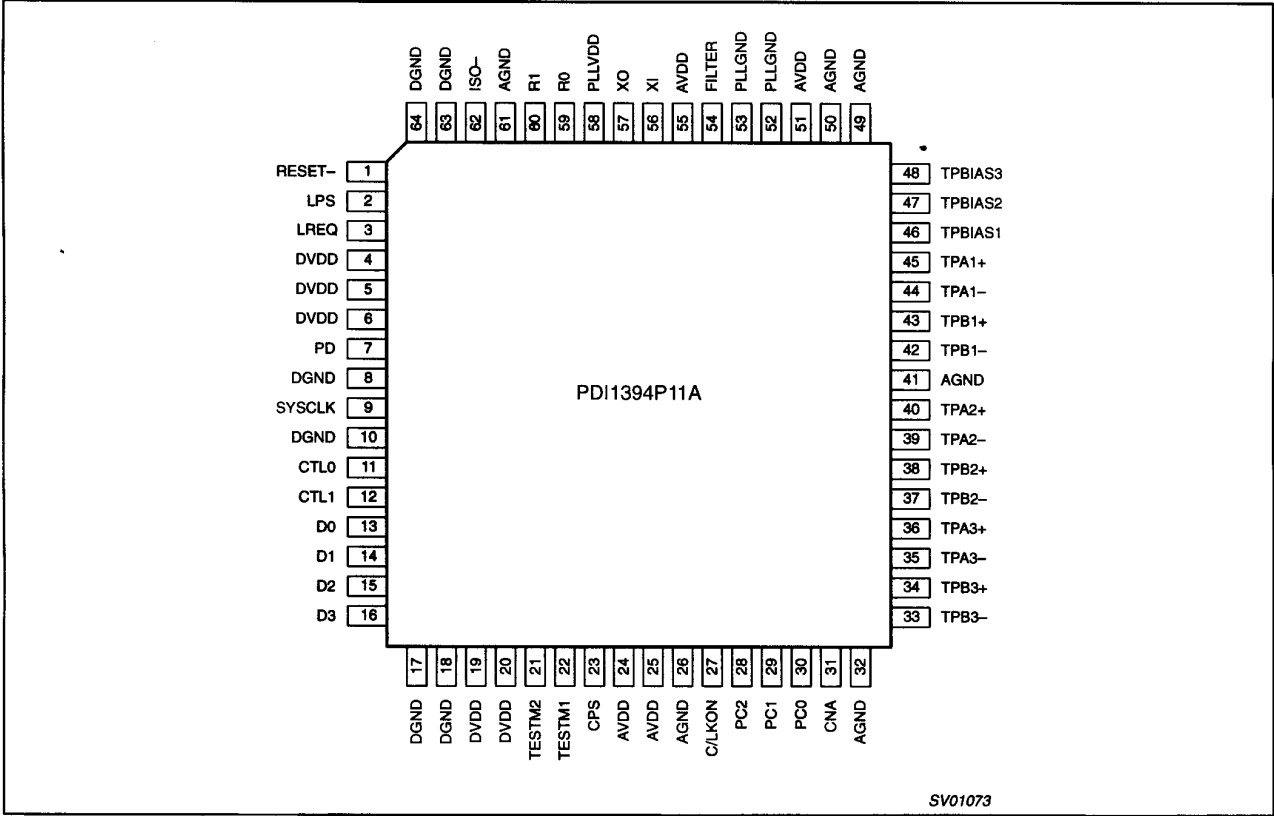 DGND DGND ISO– AGND R1 R0 PLLVDD XO XI AVDD FILTER PLLGND PLLGND AVDD AGND AGND
64 63 62 61 60 59 58 57 56 55 54 53 52 51 50 49
RESET– 1
LPS 2
LREQ 3
DVDD 4
DVDD 5
DVDD 6
PD 7
DGND 8
SYSCLK 9
DGND 10
CTL0 11
CTL1 12
D0 13
D1 14
D2 15
D3 16
PDI1394P11A
48 TPBIAS3
47 TPBIAS2
46 TPBIAS1
45 TPA1+
44 TPA1–
43 TPB1+
42 TPB1–
41 AGND
40 TPA2+
39 TPA2–
38 TPB2+
37 TPB2–
36 TPA3+
35 TPA3–
34 TPB3+
33 TPB3–
17 18 19 20 21 22 23 24 25 26 27 28 29 30 31 32
DGND DGND DVDD DVDD TESTM2 TESTM1 CPS AVDD AVDD AGND C/LKON PC2 PC1 PC0 CNA AGND
SV01073